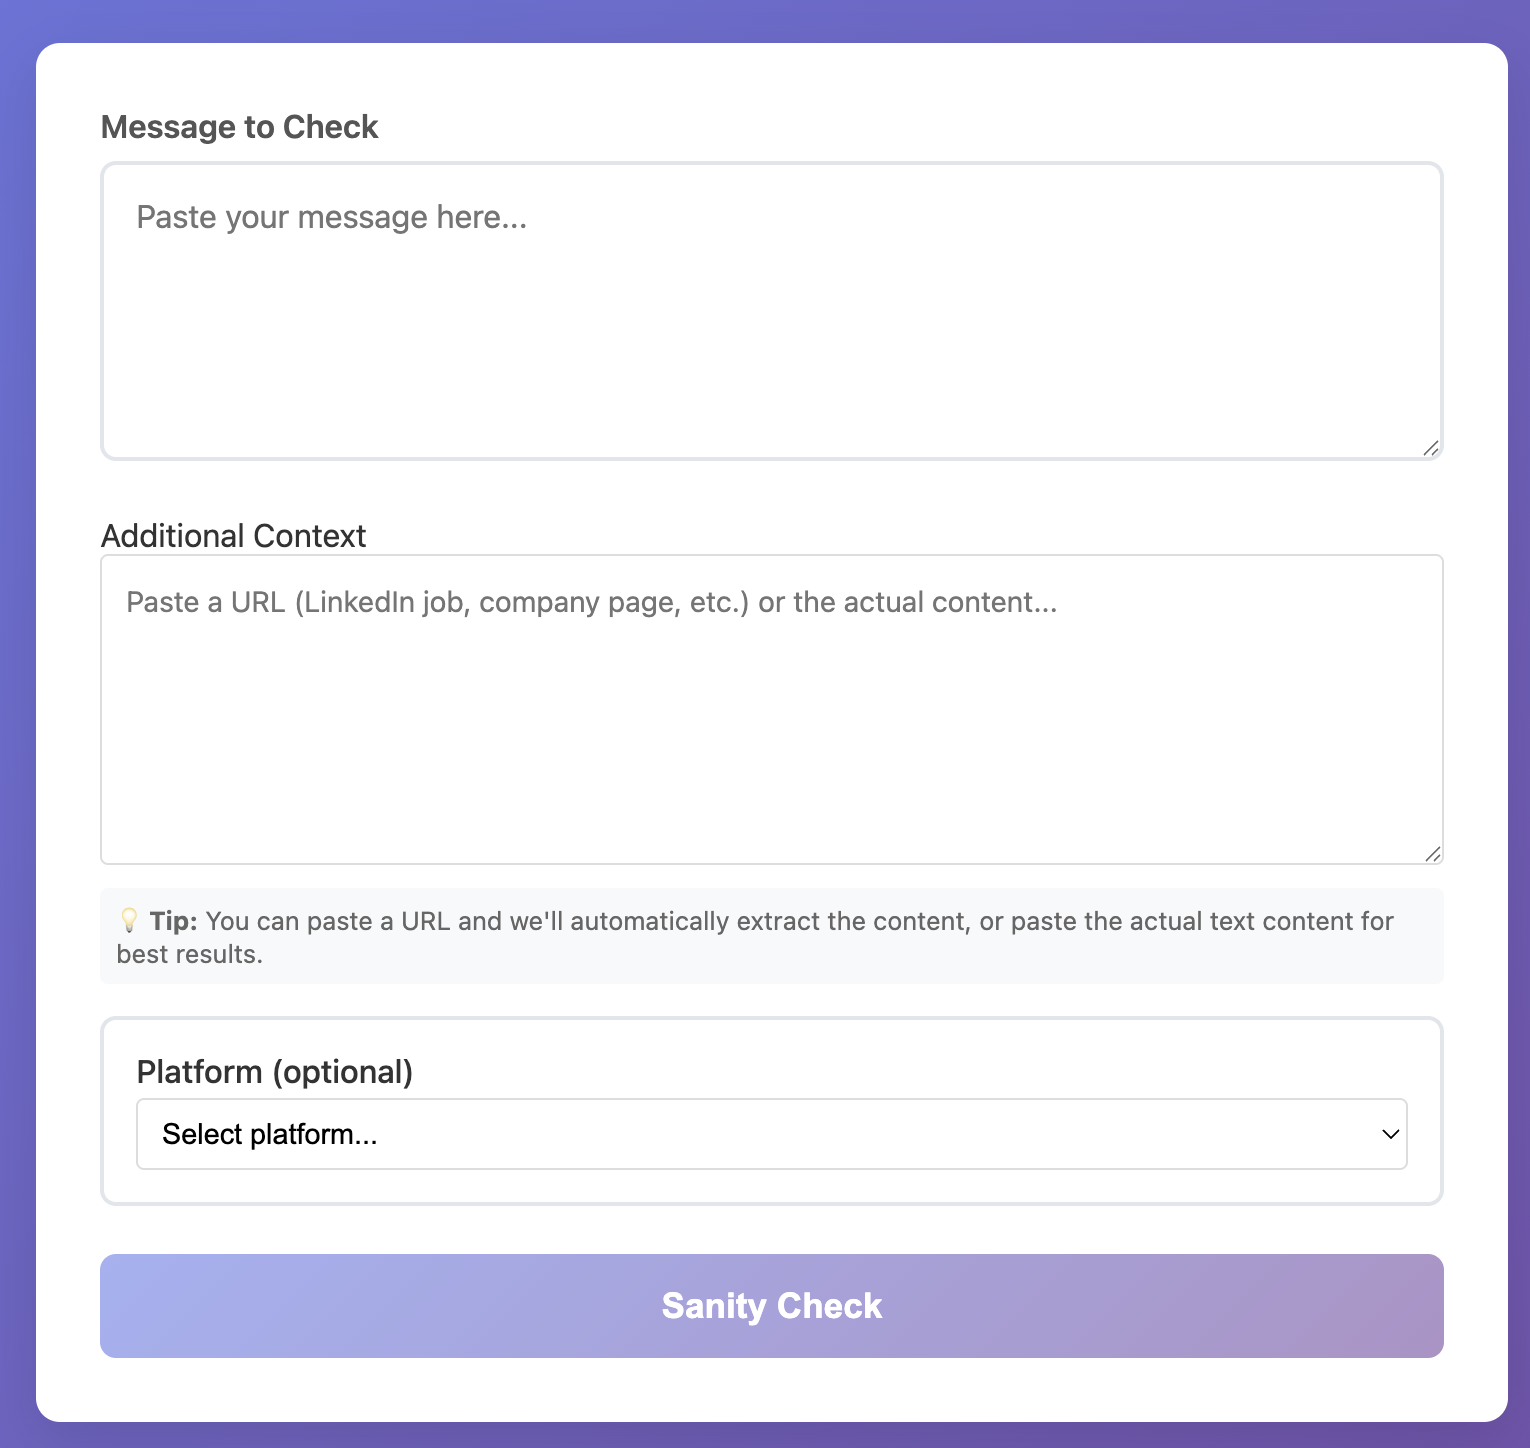 Message to Check
Paste your message here...
Additional Context
Paste a URL (LinkedIn job, company page, etc.) or the actual content...
💡 Tip: You can paste a URL and we'll automatically extract the content, or paste the actual text content for
best results.
Platform (optional)
Select platform...
Sanity Check